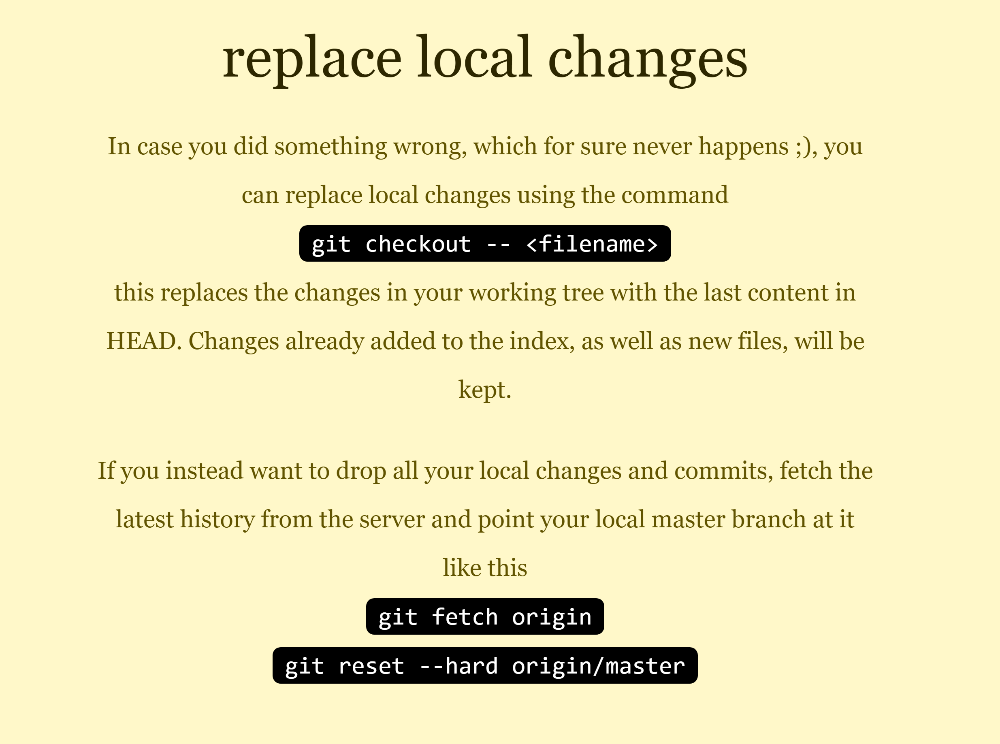 replace local changes
In case you did something wrong, which for sure never happens ;), you
can replace local changes using the command
git checkout -- <filename>
this replaces the changes in your working tree with the last content in
HEAD. Changes already added to the index, as well as new files, will be
kept.
If you instead want to drop all your local changes and commits, fetch the
latest history from the server and point your local master branch at it
like this
git fetch origin
git reset --hard origin/master